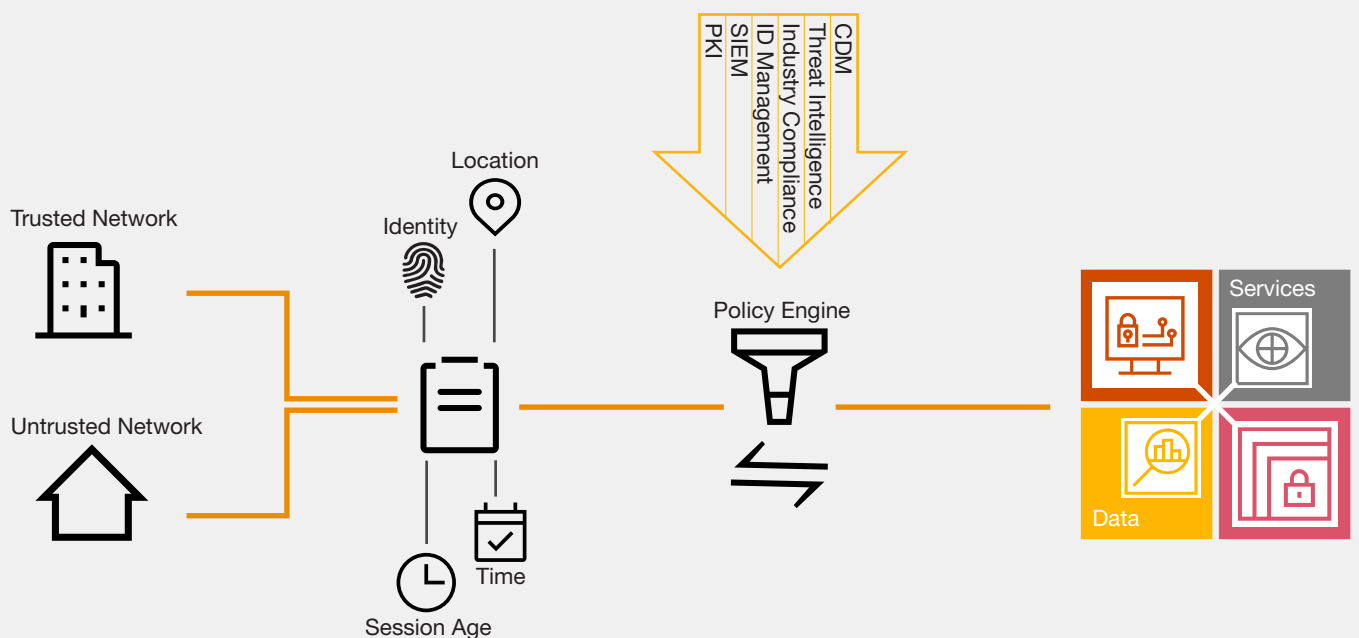 CDM
Threat Intelligence
Industry Compliance
ID Management
SIEM
PKI
Location
Identity
Trusted Network
Untrusted Network
Time
Session Age
Policy Engine
Services
Data